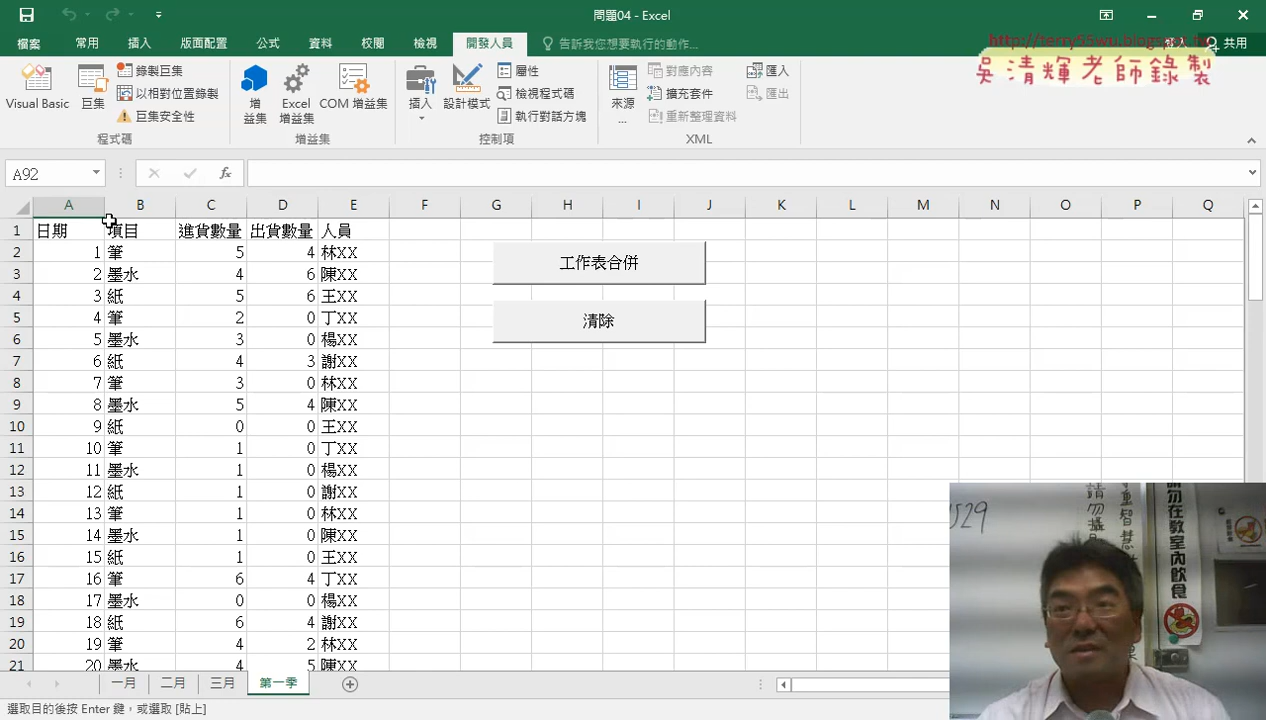 問題04 - Excel
檔案 常用 插入 版面配置 公式 資料 校閱 檢視 開發人員 告訴我您想要執行的動作... 登入 共用
http://terry55wu.blogspot.tw
吳清輝老師錄製
Visual Basic 巨集 錄製巨集 以相對位置錄製 巨集安全性 程式碼
增益集 Excel 增益集 COM 增益集 增益集
插入 設計模式 屬性 檢視程式碼 執行對話方塊 控制項
來源... 對應內容 擴充套件 重新整理資料 匯入 匯出 XML
A92 fx
A B C D E F G H I J K L M N O P Q
1 日期 項目 進貨數量 出貨數量 人員
2 1 筆 5 4 林XX
3 2 墨水 4 6 陳XX
4 3 紙 5 6 王XX
5 4 筆 2 0 丁XX
6 5 墨水 3 0 楊XX
7 6 紙 4 3 謝XX
8 7 筆 3 0 林XX
9 8 墨水 5 4 陳XX
10 9 紙 0 0 王XX
11 10 筆 1 0 丁XX
12 11 墨水 1 0 楊XX
13 12 紙 1 0 謝XX
14 13 筆 1 0 林XX
15 14 墨水 1 0 陳XX
16 15 紙 1 0 王XX
17 16 筆 6 4 丁XX
18 17 墨水 0 0 楊XX
19 18 紙 6 4 謝XX
20 19 筆 4 2 林XX
21 20 墨水 4 5 陳XX
工作表合併
清除
請勿在教室內飲食
1529
一月 二月 三月 第一季
選取目的後按 Enter 鍵，或選取 [貼上]